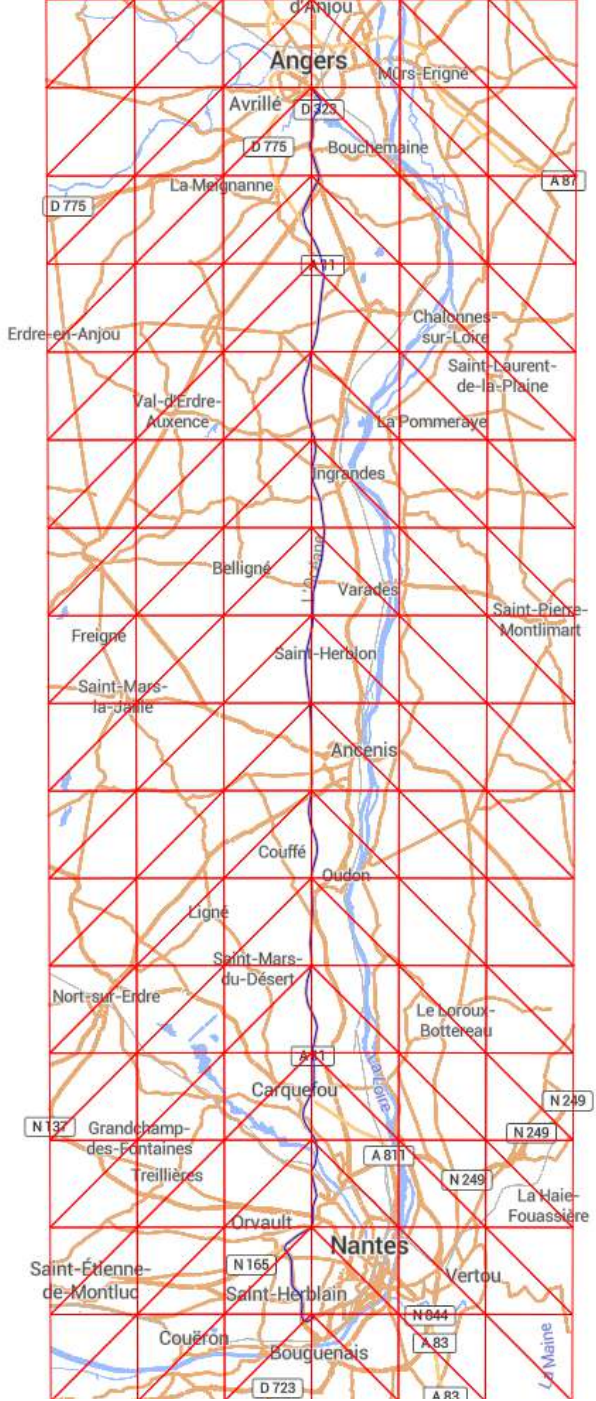 d'Anjou
Angers
Mûrs-Erigné
Avrillé
D 323
D 775
Bouchemaine
La Meignanne
A 87
D 775
A 11
Chalonnes-
sur-Loire
Erdre-en-Anjou
Saint-Laurent-
de-la-Plaine
Val-d'Erdre-
Auxence
La Pommeraye
Ingrandes
L'Océane
Belligné
Varades
Saint-Pierre-
Montlimart
Freigné
Saint-Herblon
Saint-Mars-
la-Jaille
Ancenis
Couffé
Oudon
Ligné
Saint-Mars-
du-Désert
Nort-sur-Erdre
Le Loroux-
Bottereau
A 11
La Loire
Carquefou
N 249
N 137
Grandchamp-
des-Fontaines
N 249
A 811
Treillières
N 249
La Haie-
Fouassière
Orvault
Nantes
N 165
Saint-Étienne-
de-Montluc
Vertou
Saint-Herblain
N 844
Couëron
A 83
La Maine
Bouguenais
D 723
A 83